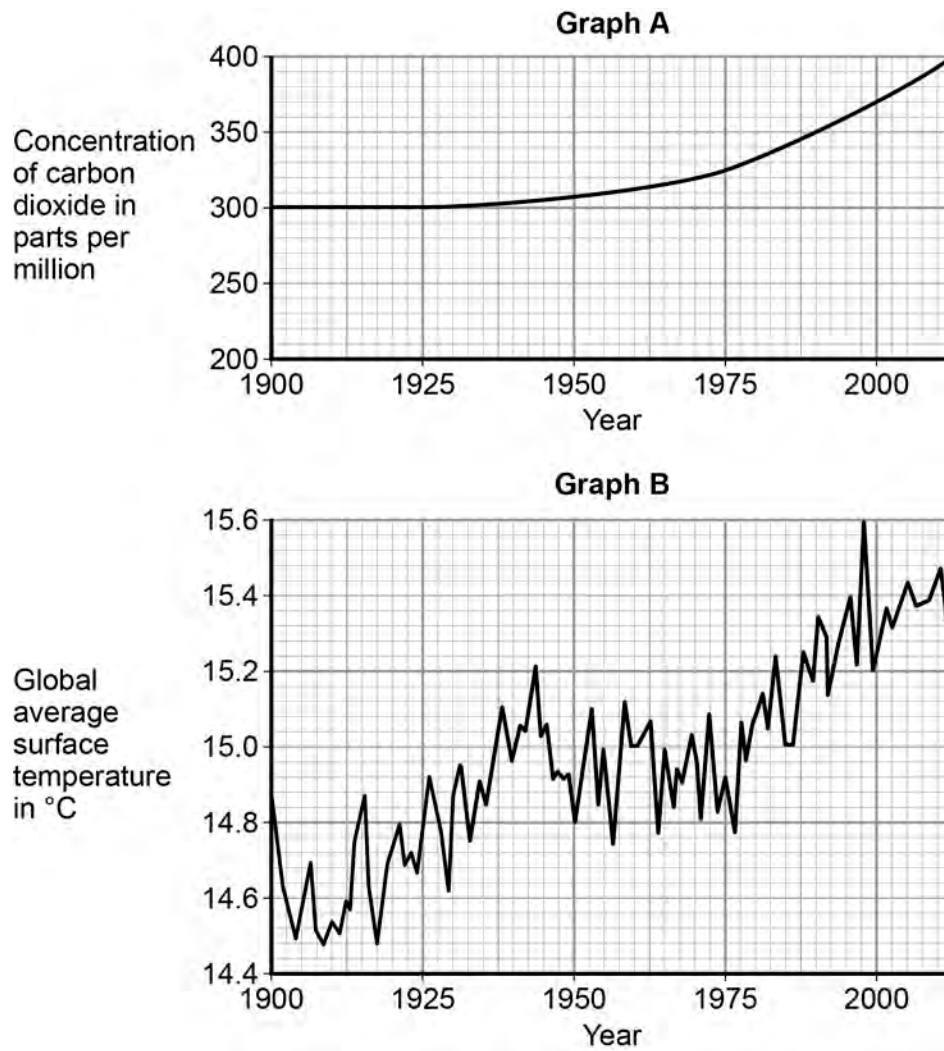 Graph A
400
350
300
250
200
Concentration
of carbon
dioxide in
parts per
million
1900
1925
1950
1975
2000
Year
Graph B
15.6
15.4
15.2
15.0
14.8
14.6
14.4
Global
average
surface
temperature
in °C
1900
1925
1950
1975
2000
Year